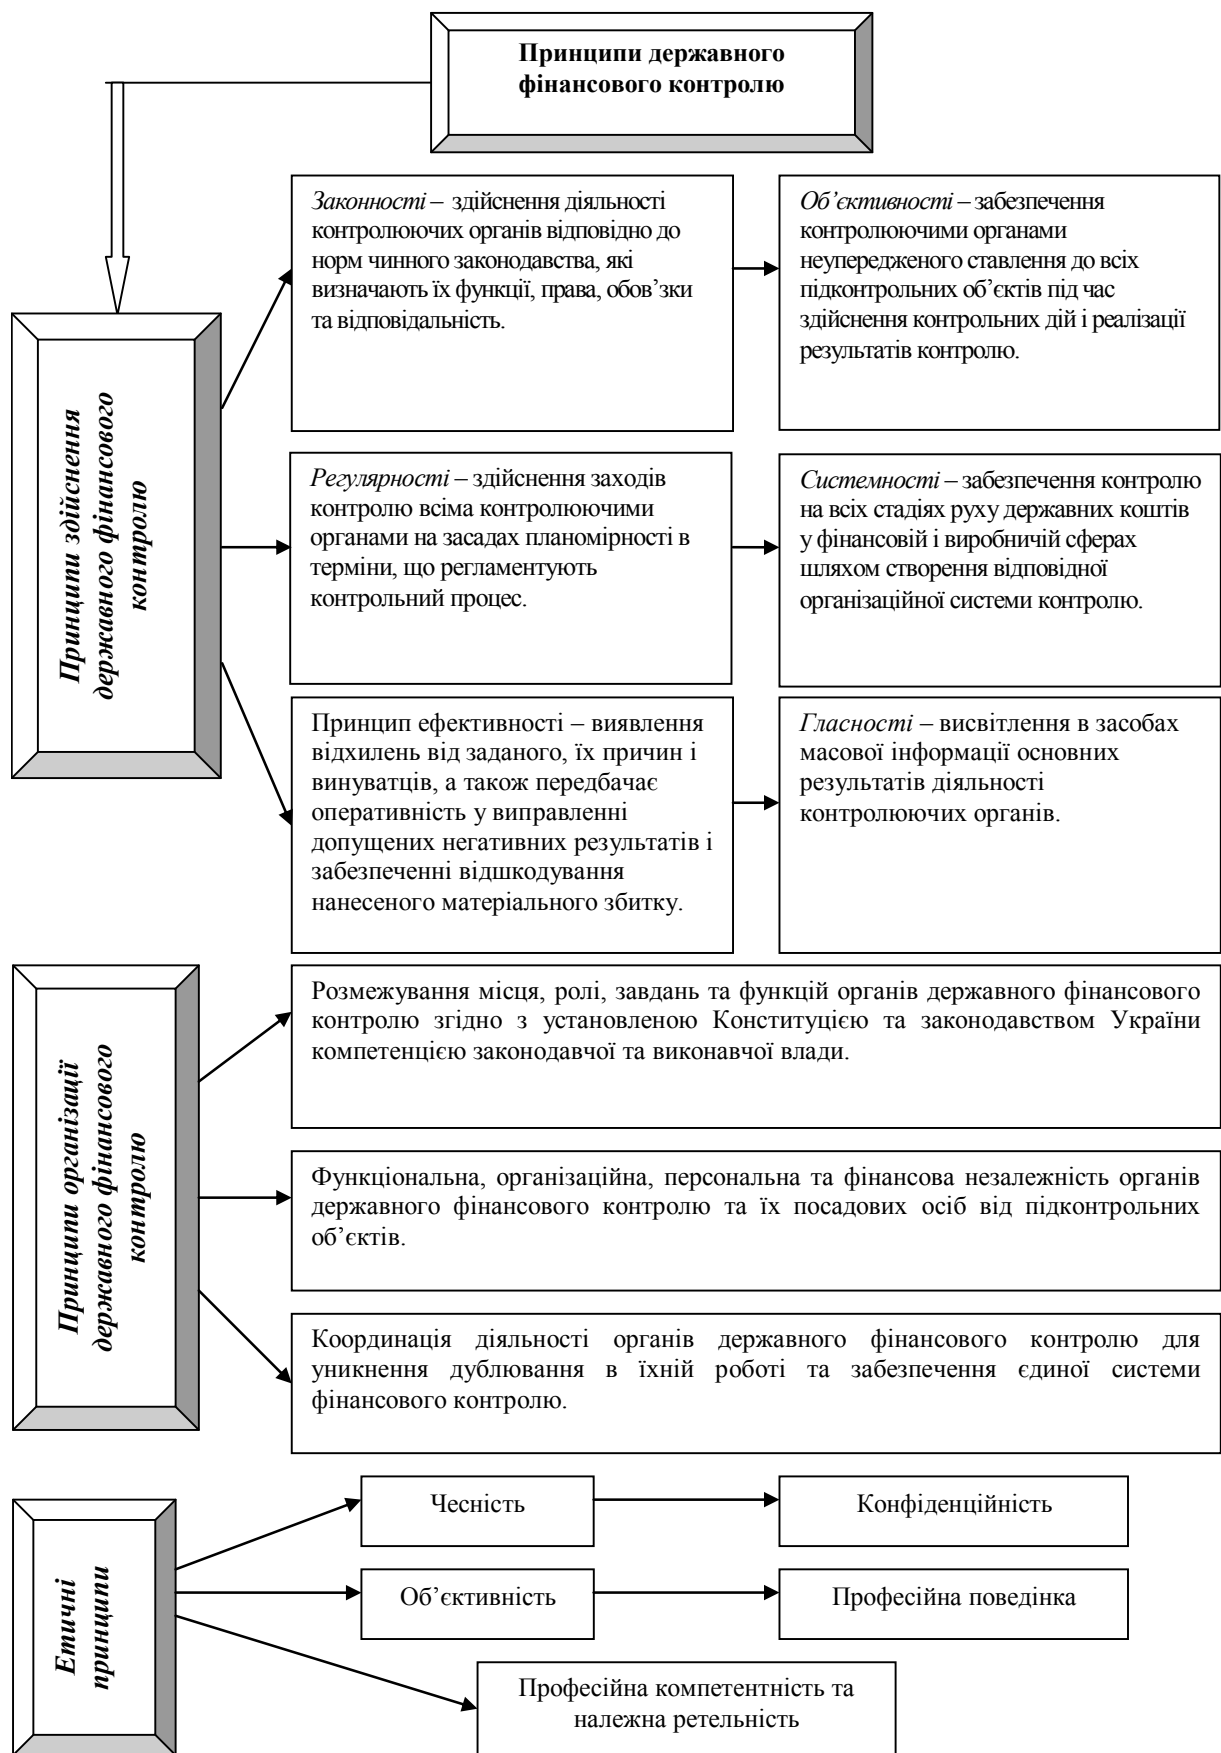 Принципи державного
фінансового контролю
Принципи здійснення
державного фінансового
контролю
Законності – здійснення діяльності
контролюючих органів відповідно до
норм чинного законодавства, які
визначають їх функції, права, обов’зки
та відповідальність.
Об’єктивності – забезпечення
контролюючими органами
неупередженого ставлення до всіх
підконтрольних об’єктів під час
здійснення контрольних дій і реалізації
результатів контролю.
Регулярності – здійснення заходів
контролю всіма контролюючими
органами на засадах планомірності в
терміни, що регламентують
контрольний процес.
Системності – забезпечення контролю
на всіх стадіях руху державних коштів
у фінансовій і виробничій сферах
шляхом створення відповідної
організаційної системи контролю.
Принцип ефективності – виявлення
відхилень від заданого, їх причин і
винуватців, а також передбачає
оперативність у виправленні
допущених негативних результатів і
забезпеченні відшкодування
нанесеного матеріального збитку.
Гласності – висвітлення в засобах
масової інформації основних
результатів діяльності
контролюючих органів.
Принципи організації
державного фінансового
контролю
Розмежування місця, ролі, завдань та функцій органів державного фінансового
контролю згідно з установленою Конституцією та законодавством України
компетенцією законодавчої та виконавчої влади.
Функціональна, організаційна, персональна та фінансова незалежність органів
державного фінансового контролю та їх посадових осіб від підконтрольних
об’єктів.
Координація діяльності органів державного фінансового контролю для
уникнення дублювання в їхній роботі та забезпечення єдиної системи
фінансового контролю.
Етичні
принципи
Чесність
Конфіденційність
Об’єктивність
Професійна поведінка
Професійна компетентність та
належна ретельність